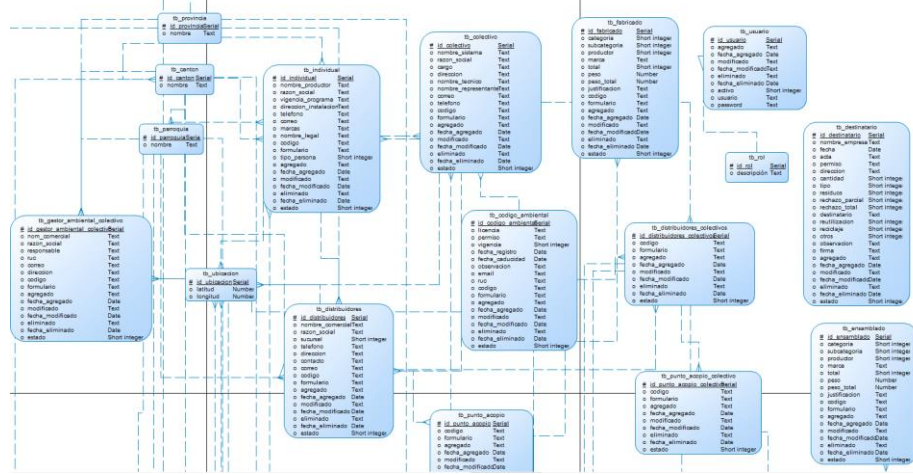 tb_provincia
# id_provincia Serial
o nombre Text
tb_canton
# id_canton Serial
o nombre Text
tb_parroquia
# id_parroquia Serial
o nombre Text
tb_individual
# id_individual Serial
o nombre_productor Text
o razon_social Text
o vigencia_programa Text
o direccion_instalacion Text
o telefono Text
o correo Text
o marcas Text
o nombre_legal Text
o codigo Text
o formulario Text
o tipo_persona Short integer
o agregado Text
o fecha_agregado Date
o modificado Text
o fecha_modificado Date
o eliminado Text
o fecha_eliminado Date
o estado Short integer
tb_colectivo
# id_colectivo Serial
o nombre_sistema Text
o razon_social Text
o cargo Text
o direccion Text
o nombre_tecnico Text
o nombre_representante Text
o correo Text
o telefono Text
o codigo Text
o formulario Text
o agregado Text
o fecha_agregado Date
o modificado Text
o fecha_modificado Date
o eliminado Text
o fecha_eliminado Date
o estado Short integer
tb_fabricado
# id_fabricado Serial
o categoria Short integer
o subcategoria Short integer
o productor Short integer
o marca Text
o total Short integer
o peso Number
o peso_total Number
o justificacion Text
o codigo Text
o formulario Text
o agregado Text
o fecha_agregado Date
o modificado Text
o fecha_modificado Date
o eliminado Text
o fecha_eliminado Date
o estado Short integer
tb_usuario
# id_usuario Serial
o agregado Text
o fecha_agregado Date
o modificado Text
o fecha_modificado Text
o eliminado Text
o fecha_eliminado Date
o activo Short integer
o usuario Text
o password Text
tb_rol
# id_rol Serial
o descripción Text
tb_destinatario
# id_destinatario Serial
o nombre_empresa Text
o fecha Date
o acta Text
o permiso Text
o direccion Text
o cantidad Short integer
o tipo Short integer
o residuos Short integer
o rechazo_parcial Short integer
o rechazo_total Short integer
o destinatario Text
o reutilizacion Short integer
o reciclaje Short integer
o otros Short integer
o observacion Text
o firma Text
o agregado Text
o fecha_agregado Date
o modificado Text
o fecha_modificado Date
o eliminado Text
o fecha_eliminado Date
o estado Short integer
tb_gestor_ambiental_colectivo
# id_gestor_ambiental_colectivo Serial
o nom_comercial Text
o razon_social Text
o responsable Text
o ruc Text
o correo Text
o direccion Text
o codigo Text
o formulario Text
o agregado Text
o fecha_agregado Date
o modificado Text
o fecha_modificado Date
o eliminado Text
o fecha_eliminado Date
o estado Short integer
tb_ubicacion
# id_ubicacion Serial
o latitud Number
o longitud Number
tb_codigo_ambiental
# id_codigo_ambiental Serial
o licencia Text
o permiso Text
o vigencia Short integer
o fecha_registro Date
o fecha_caducidad Date
o observacion Text
o email Text
o ruc Text
o codigo Text
o formulario Text
o agregado Text
o fecha_agregado Date
o modificado Text
o fecha_modificado Date
o eliminado Text
o fecha_eliminado Date
o estado Short integer
tb_distribuidores_colectivos
# id_distribuidores_colectivos Serial
o codigo Text
o formulario Text
o agregado Text
o fecha_agregado Date
o modificado Text
o fecha_modificado Date
o eliminado Text
o fecha_eliminado Date
o estado Short integer
tb_distribuidores
# id_distribuidores Serial
o nombre_comercial Text
o razon_social Text
o sucursal Short integer
o telefono Text
o direccion Text
o contacto Text
o correo Text
o codigo Text
o formulario Text
o agregado Text
o fecha_agregado Date
o modificado Text
o fecha_modificado Date
o eliminado Text
o fecha_eliminado Date
o estado Short integer
tb_ensamblado
# id_ensamblado Serial
o categoria Short integer
o subcategoria Short integer
o productor Short integer
o marca Text
o total Short integer
o peso Number
o peso_total Number
o justificacion Text
o codigo Text
o formulario Text
o agregado Text
o fecha_agregado Date
o modificado Text
o fecha_modificado Date
o eliminado Text
o fecha_eliminado Date
o estado Short integer
tb_punto_acopio_colectivo
# id_punto_acopio_colectivo Serial
o codigo Text
o formulario Text
o agregado Text
o fecha_agregado Date
o modificado Text
o fecha_modificado Date
o eliminado Text
o fecha_eliminado Date
o estado Short integer
tb_punto_acopio
# id_punto_acopio Serial
o codigo Text
o formulario Text
o agregado Text
o fecha_agregado Date
o modificado Text
o fecha_modificado Date